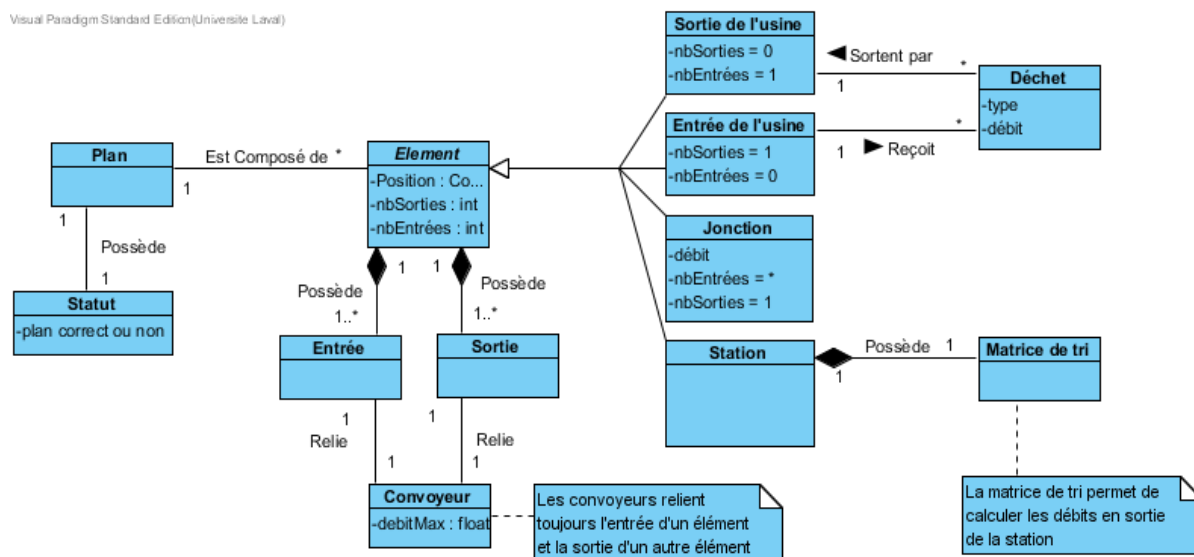 Visual Paradigm Standard Edition(Universite Laval)
Sortie de l'usine
-nbSorties = 0
-nbEntrées = 1
Sortent par
*
1
Déchet
-type
-débit
Entrée de l'usine
-nbSorties = 1
-nbEntrées = 0
*
1
Reçoit
Plan
Est Composé de
*
1
Element
-Position : Co...
-nbSorties : int
-nbEntrées : int
1
Possède
1
Statut
-plan correct ou non
Jonction
-débit
-nbEntrées = *
-nbSorties = 1
1
1
Possède
Possède
1..*
1..*
Entrée
Sortie
Station
Possède
1
1
Matrice de tri
1
1
Relie
Relie
1
1
Convoyeur
-debitMax : float
Les convoyeurs relient
toujours l'entrée d'un élément
et la sortie d'un autre élément
La matrice de tri permet de
calculer les débits en sortie
de la station